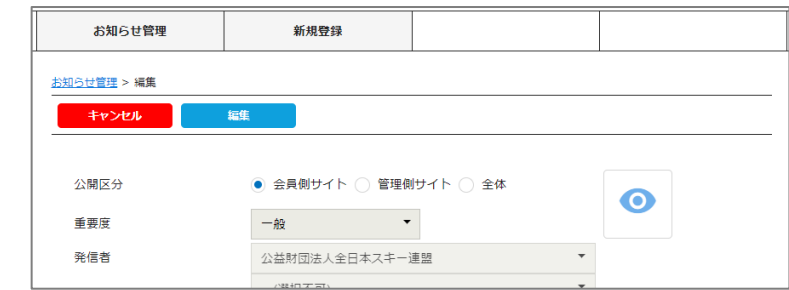 お知らせ管理 新規登録
お知らせ管理 > 編集
キャンセル 編集
公開区分 会員側サイト 管理側サイト 全体
重要度 一般
発信者 公益財団法人全日本スキー連盟